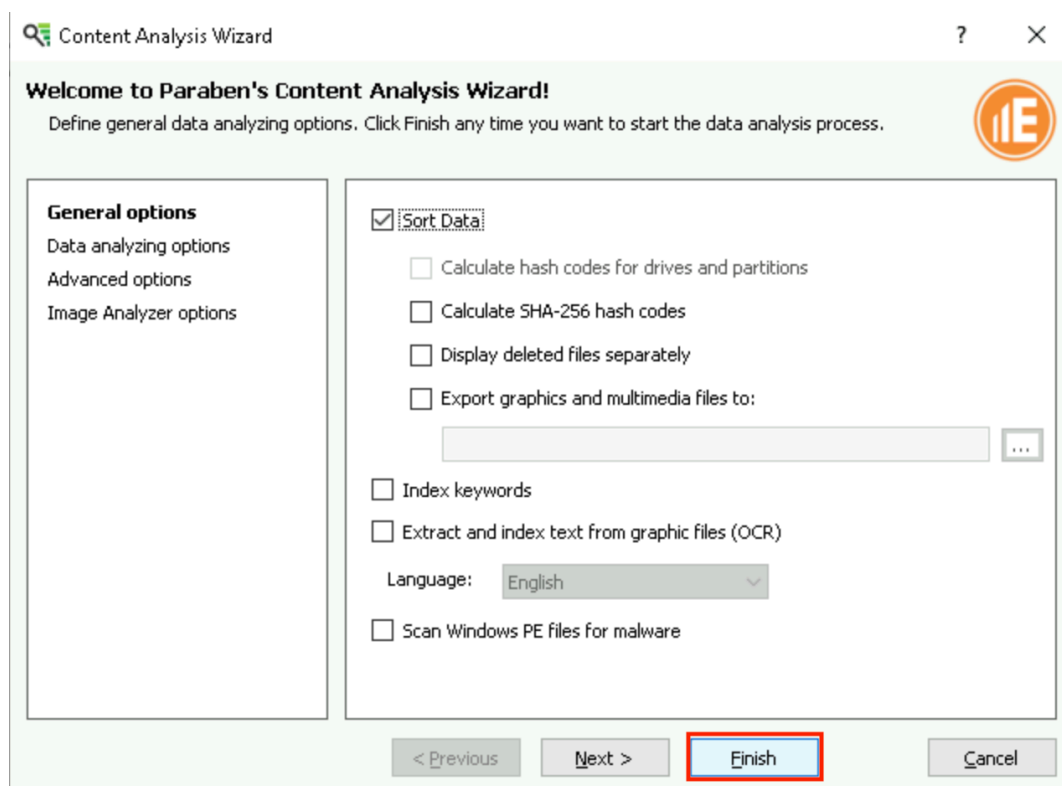 Content Analysis Wizard
?
Welcome to Paraben's Content Analysis Wizard!
Define general data analyzing options. Click Finish any time you want to start the data analysis process.
E
General options
Data analyzing options
Advanced options
Image Analyzer options
Sort Data
Calculate hash codes for drives and partitions
Calculate SHA-256 hash codes
Display deleted files separately
Export graphics and multimedia files to:
...
Index keywords
Extract and index text from graphic files (OCR)
Language: English
Scan Windows PE files for malware
< Previous Next > Finish Cancel